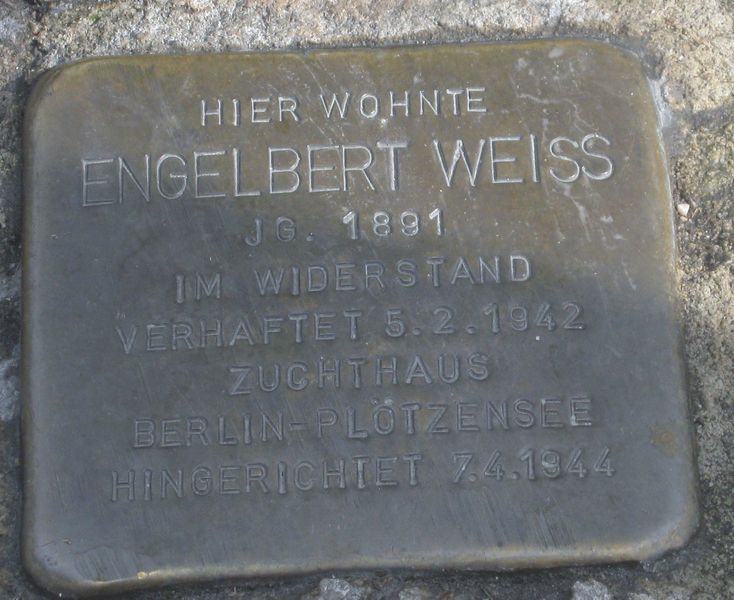 HIER WOHNTE
ENGELBERT WEISS
JG. 1891
IM WIDERSTAND
VERHAFTET 5.2.1942
ZUCHTHAUS
BERLIN-PLÖTZENSEE
HINGERICHTET 7.4.1944